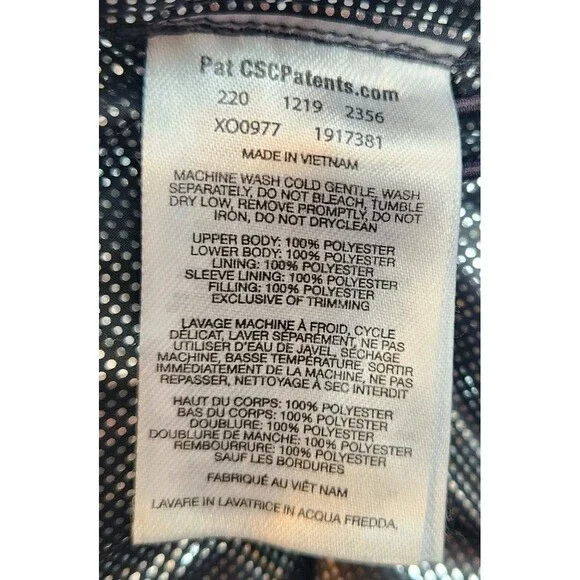 Pat CSCPatents.com
220 1219 2356
XO0977 1917381
MADE IN VIETNAM
MACHINE WASH COLD GENTLE, WASH
SEPARATELY, DO NOT BLEACH, TUMBLE
DRY LOW, REMOVE PROMPTLY, DO NOT
IRON, DO NOT DRYCLEAN
UPPER BODY: 100% POLYESTER
LOWER BODY: 100% POLYESTER
LINING: 100% POLYESTER
SLEEVE LINING: 100% POLYESTER
FILLING: 100% POLYESTER
EXCLUSIVE OF TRIMMING
LAVAGE MACHINE À FROID, CYCLE
DÉLICAT, LAVER SÉPARÉMENT, NE PAS
UTILISER D'EAU DE JAVEL, SÉCHAGE
MACHINE, BASSE TEMPÉRATURE, SORTIR
IMMÉDIATEMENT DE LA MACHINE, NE PAS
REPASSER, NETTOYAGE À SEC INTERDIT
HAUT DU CORPS: 100% POLYESTER
BAS DU CORPS: 100% POLYESTER
DOUBLURE: 100% POLYESTER
DOUBLURE DE MANCHE: 100% POLYESTER
REMBOURRURE: 100% POLYESTER
SAUF LES BORDURES
FABRIQUÉ AU VIÊT NAM
LAVARE IN LAVATRICE IN ACQUA FREDDA,